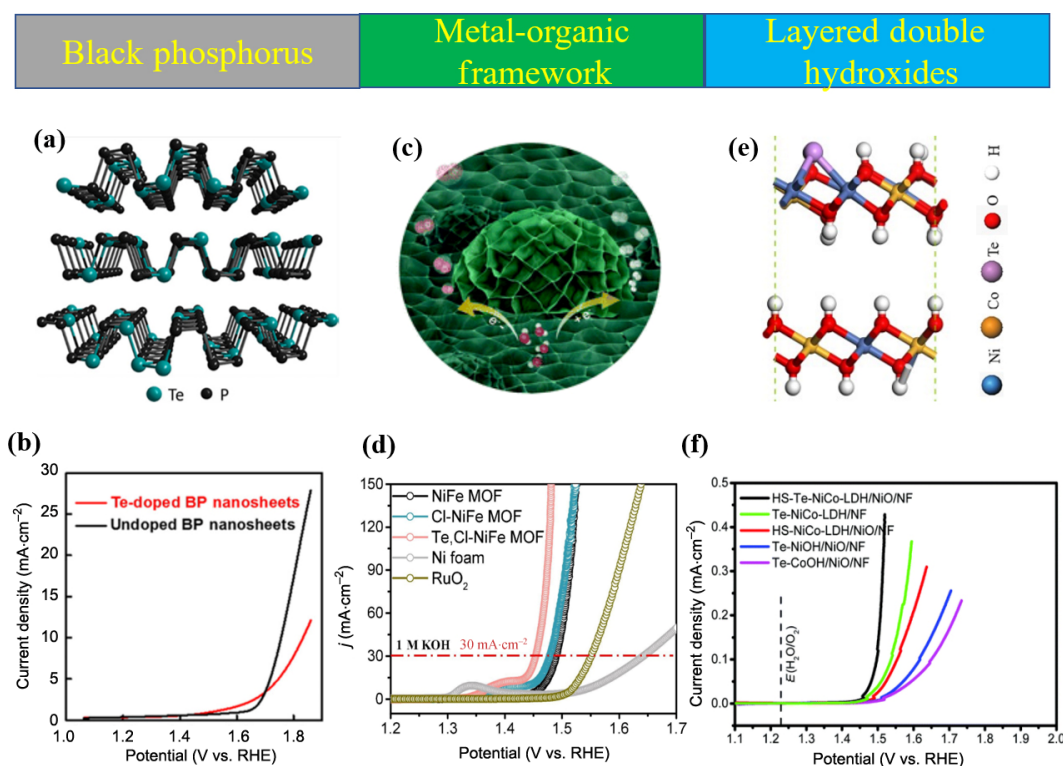 Black phosphorus
Metal-organic
framework
Layered double
hydroxides
(a)
Te
P
(c)
(e)
H
O
Te
Co
Ni
(b)
30
25
20
15
10
5
0
Current density (mA·cm⁻²)
Te-doped BP nanosheets
Undoped BP nanosheets
1.0
1.2
1.4
1.6
1.8
Potential (V vs. RHE)
(d)
150
120
90
60
30
0
j (mA·cm⁻²)
NiFe MOF
Cl-NiFe MOF
Te,Cl-NiFe MOF
Ni foam
RuO₂
1 M KOH
30 mA·cm⁻²
1.2
1.3
1.4
1.5
1.6
1.7
Potential (V vs. RHE)
(f)
0.5
0.4
0.3
0.2
0.1
0.0
Current density (mA·cm⁻²)
HS-Te-NiCo-LDH/NiO/NF
Te-NiCo-LDH/NF
HS-NiCo-LDH/NiO/NF
Te-NiOH/NiO/NF
Te-CoOH/NiO/NF
E(H₂O/O₂)
1.1
1.2
1.3
1.4
1.5
1.6
1.7
1.8
1.9
2.0
Potential (V vs. RHE)